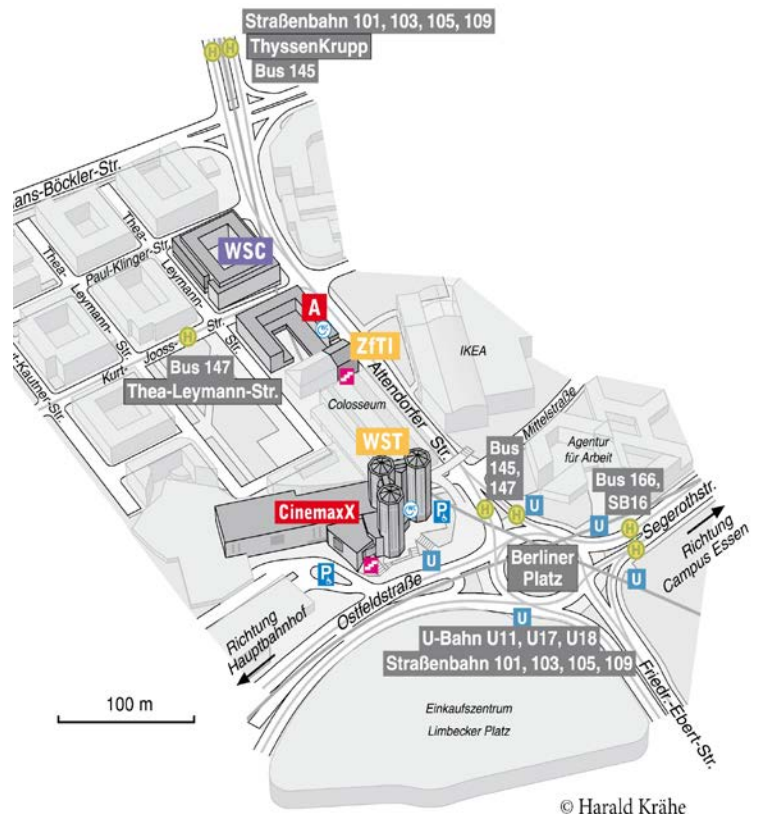 Straßenbahn 101, 103, 105, 109
ThyssenKrupp
Bus 145
H
H
ans-Böckler-Str.
Thea-
Leymann-Str.
Paul-Klinger-Str.
Thea-
Leymann-
Str.
WSC
A
ZfTI
IKEA
H
Kurt-
Jooss-
Str.
Bus 147
Thea-Leymann-Str.
-Kaufner-Str.
Colosseum
Altendorfer Str.
WST
Mittelstraße
Agentur
für Arbeit
Bus
145,
147
Bus 166,
SB16
CinemaxX
P
H
H
U
U
H
H
Segerothstr.
Richtung
Campus Essen
U
Berliner
Platz
P
U
Ostfeldstraße
Richtung
Hauptbahnhof
U
U-Bahn U11, U17, U18
Straßenbahn 101, 103, 105, 109
Friedr.-Ebert-Str.
100 m
Einkaufszentrum
Limbecker Platz
© Harald Krähe